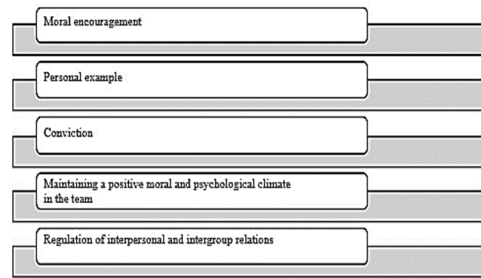 Moral encouragement
Personal example
Conviction
Maintaining a positive moral and psychological climate
in the team
Regulation of interpersonal and intergroup relations